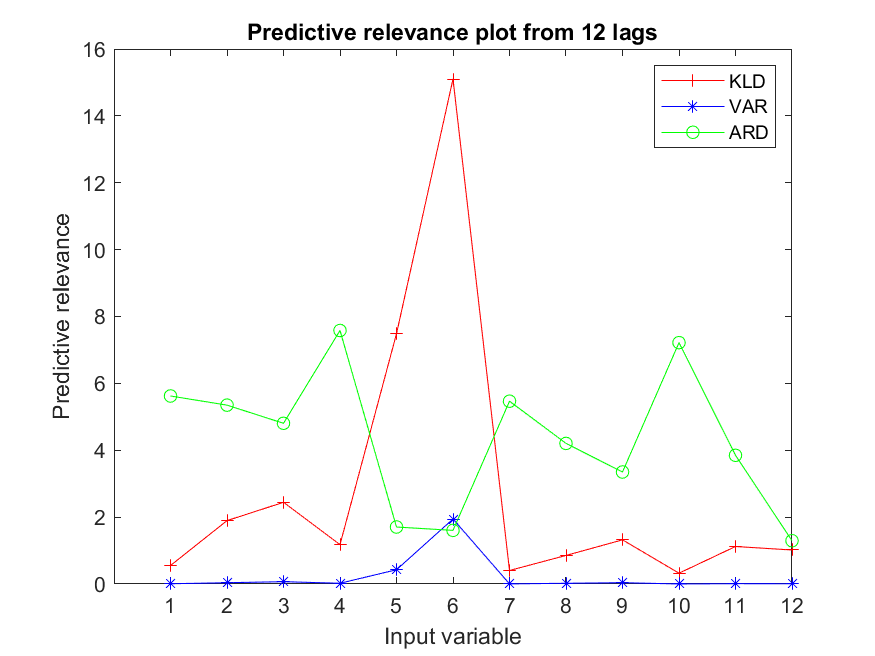 Predictive relevance plot from 12 lags
16
14
12
10
8
6
4
2
0
Predictive relevance
KLD
VAR
ARD
1 2 3 4 5 6 7 8 9 10 11 12
Input variable